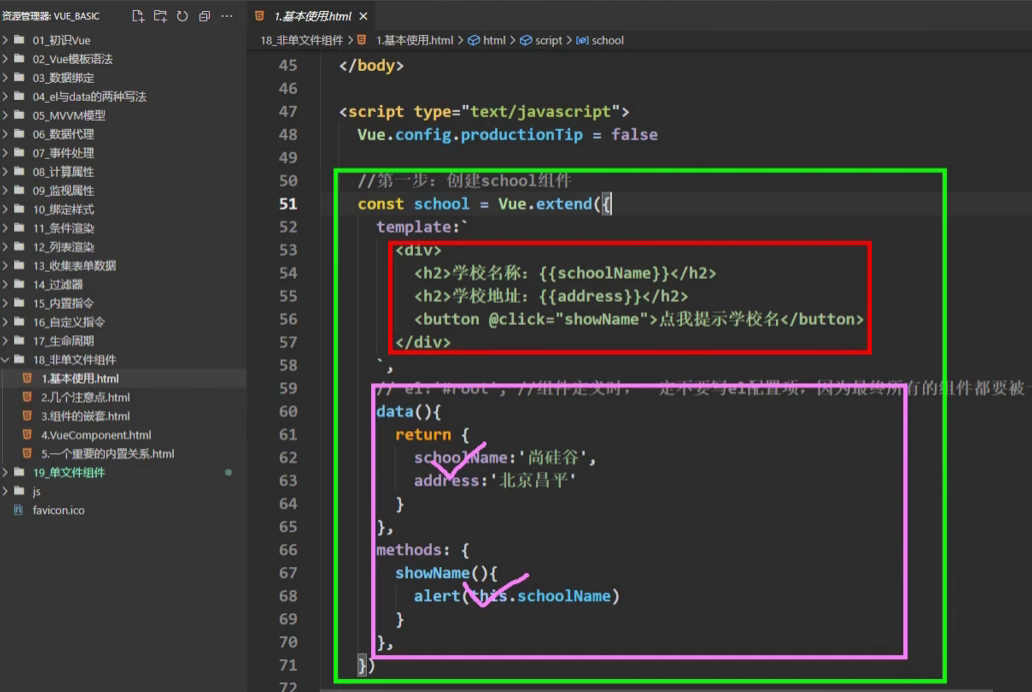 资源管理器: VUE_BASIC
01_初识Vue
02_Vue模板语法
03_数据绑定
04_el与data的两种写法
05_MVVM模型
06_数据代理
07_事件处理
08_计算属性
09_监视属性
10_绑定样式
11_条件渲染
12_列表渲染
13_收集表单数据
14_过滤器
15_内置指令
16_自定义指令
17_生命周期
18_非单文件组件
1.基本使用.html
2.几个注意点.html
3.组件的嵌套.html
4.VueComponent.html
5.一个重要的内置关系.html
19_单文件组件
js
favicon.ico
1.基本使用.html
18_非单文件组件 > 1.基本使用.html > html > script > school
45 </body>
46
47 <script type="text/javascript">
48 Vue.config.productionTip = false
49
50 //第一步：创建school组件
51 const school = Vue.extend({
52 template:`
53 <div>
54 <h2>学校名称：{{schoolName}}</h2>
55 <h2>学校地址：{{address}}</h2>
56 <button @click="showName">点我提示学校名</button>
57 </div>
58 `,
59 // el:'#root', //组件定义时，一定不要写el配置项，因为最终所有的组件都要被一
60 data(){
61 return {
62 schoolName:'尚硅谷',
63 address:'北京昌平'
64 }
65 },
66 methods: {
67 showName(){
68 alert(this.schoolName)
69 }
70 },
71 })
72